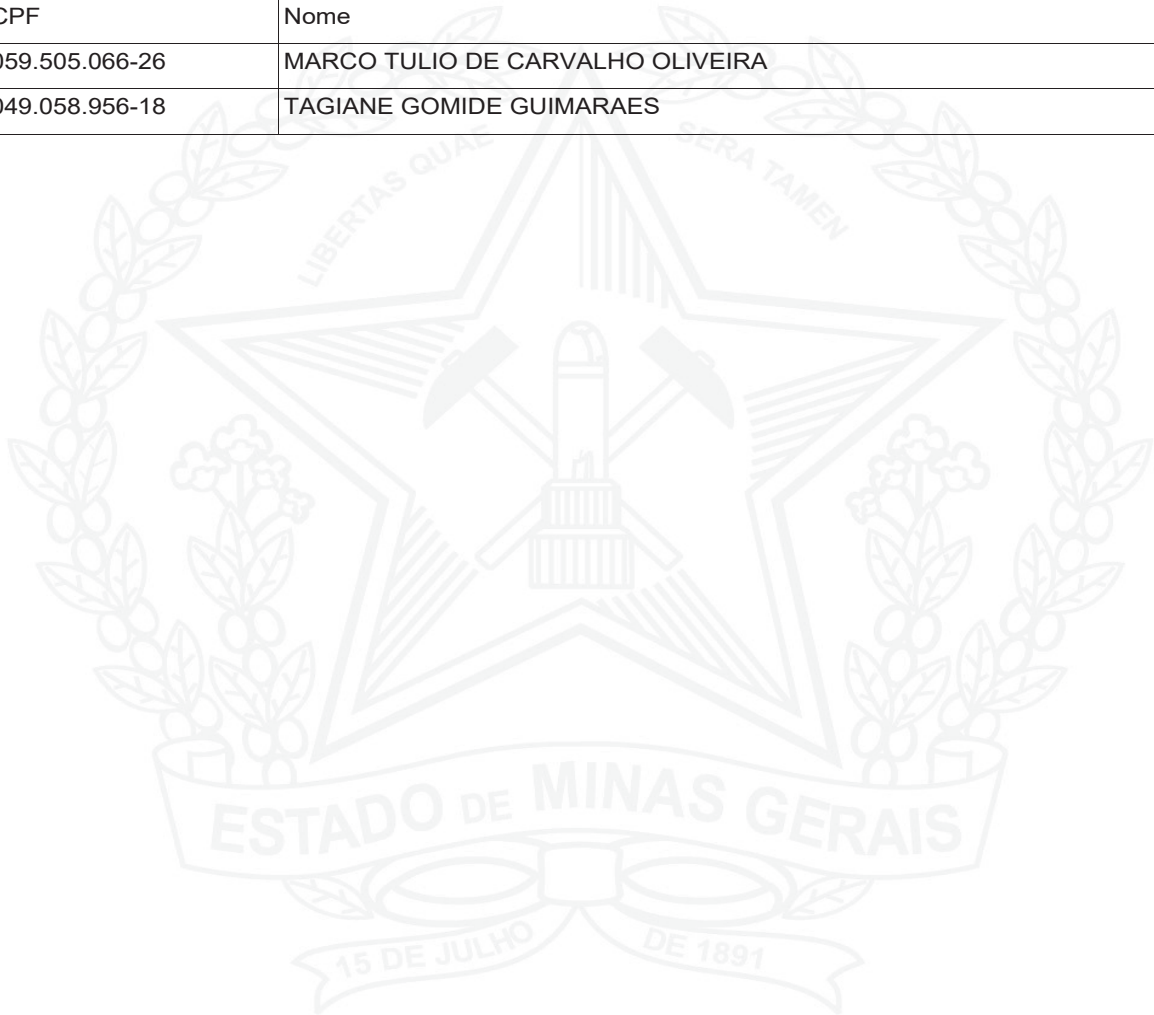 CPF Nome
059.505.066-26 MARCO TULIO DE CARVALHO OLIVEIRA
049.058.956-18 TAGIANE GOMIDE GUIMARAES
LIBERTAS QUAE SERA TAMEN
ESTADO DE MINAS GERAIS
15 DE JULHO DE 1891